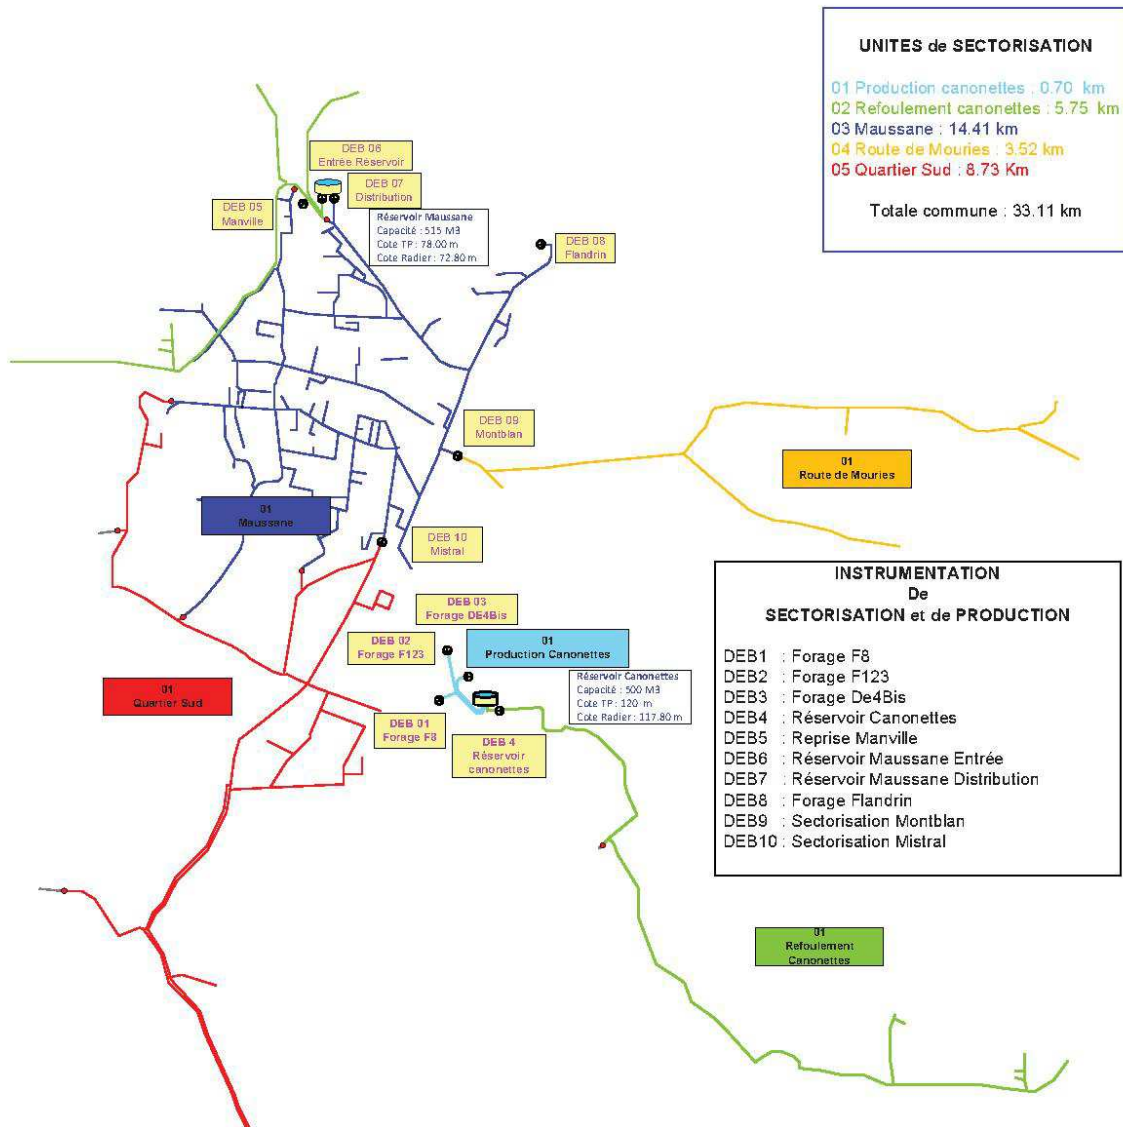 UNITES de SECTORISATION
01 Production canonettes : 0.70 km
02 Refoulement canonettes : 5.75 km
03 Maussane : 14.41 km
04 Route de Mouries : 3.52 km
05 Quartier Sud : 8.73 Km
Totale commune : 33.11 km
DEB 06
Entrée Réservoir
DEB 07
Distribution
DEB 05
Manville
Réservoir Maussane
Capacité : 515 M3
Cote TP : 78.00 m
Cote Radier : 72.80 m
DEB 08
Flandrin
DEB 09
Montblan
01
Route de Mouries
01
Maussane
DEB 10
Mistral
INSTRUMENTATION
De
SECTORISATION et de PRODUCTION
DEB1 : Forage F8
DEB2 : Forage F123
DEB3 : Forage De4Bis
DEB4 : Réservoir Canonettes
DEB5 : Reprise Manville
DEB6 : Réservoir Maussane Entrée
DEB7 : Réservoir Maussane Distribution
DEB8 : Forage Flandrin
DEB9 : Sectorisation Montblan
DEB10 : Sectorisation Mistral
DEB 03
Forage DE4Bis
DEB 02
Forage F123
01
Production Canonettes
Réservoir Canonettes
Capacité : 500 M3
Cote TP : 120 m
Cote Radier : 117.80 m
01
Quartier Sud
DEB 01
Forage F8
DEB 4
Réservoir
canonettes
01
Refoulement
Canonettes